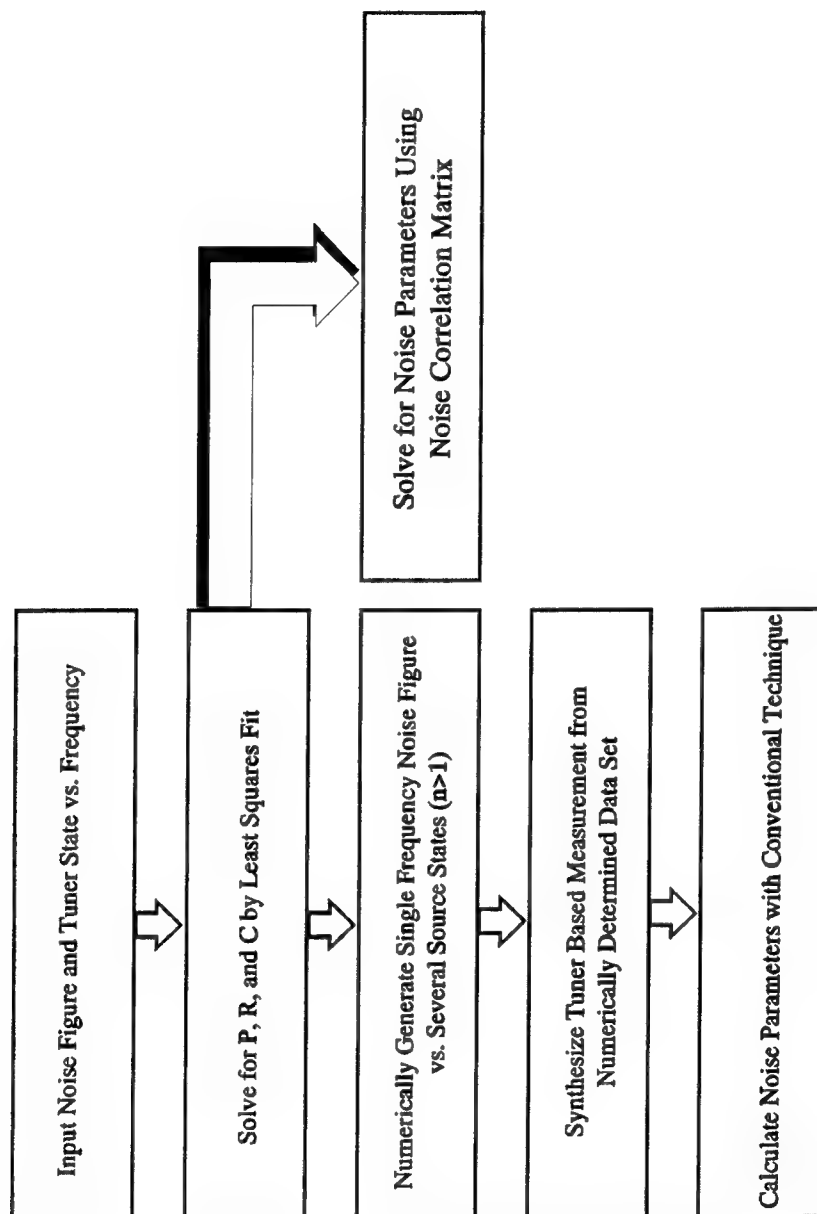 Input Noise Figure and Tuner State vs. Frequency
Solve for P, R, and C by Least Squares Fit
Numerically Generate Single Frequency Noise Figure
vs. Several Source States (n>1)
Synthesize Tuner Based Measurement from
Numerically Determined Data Set
Calculate Noise Parameters with Conventional Technique
Solve for Noise Parameters Using
Noise Correlation Matrix